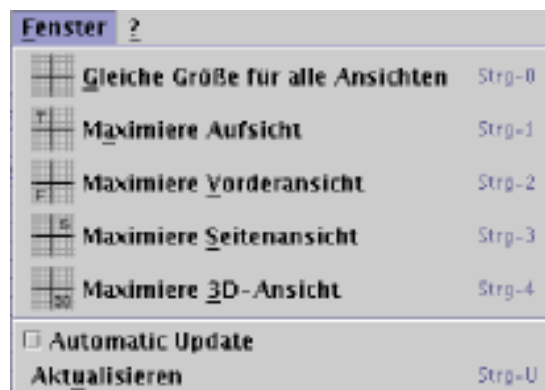 Fenster ?
Gleiche Größe für alle Ansichten Strg-0
T Maximiere Aufsicht Strg-1
F Maximiere Vorderansicht Strg-2
S Maximiere Seitenansicht Strg-3
3D Maximiere 3D-Ansicht Strg-4
Automatic Update
Aktualisieren Strg-U